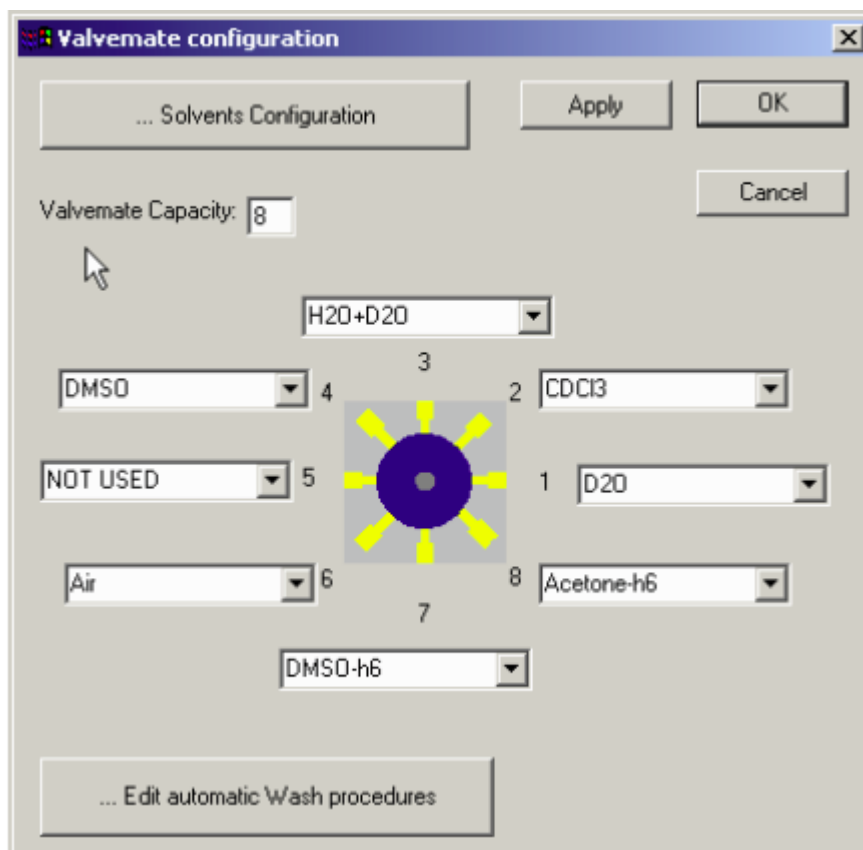 Valvemate configuration
... Solvents Configuration
Apply
OK
Cancel
Valvemate Capacity: 8
H2O+D2O
3
DMSO
4
2
CDCl3
NOT USED
5
1
D2O
Air
6
8
Acetone-h6
7
DMSO-h6
... Edit automatic Wash procedures